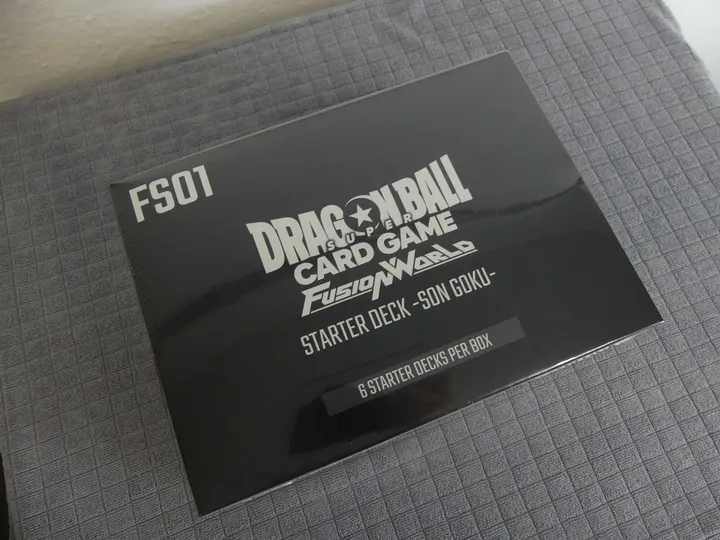 FS01
DRAGON BALL
SUPER
CARD GAME
FUSION WORLD
STARTER DECK -SON GOKU-
6 STARTER DECKS PER BOX